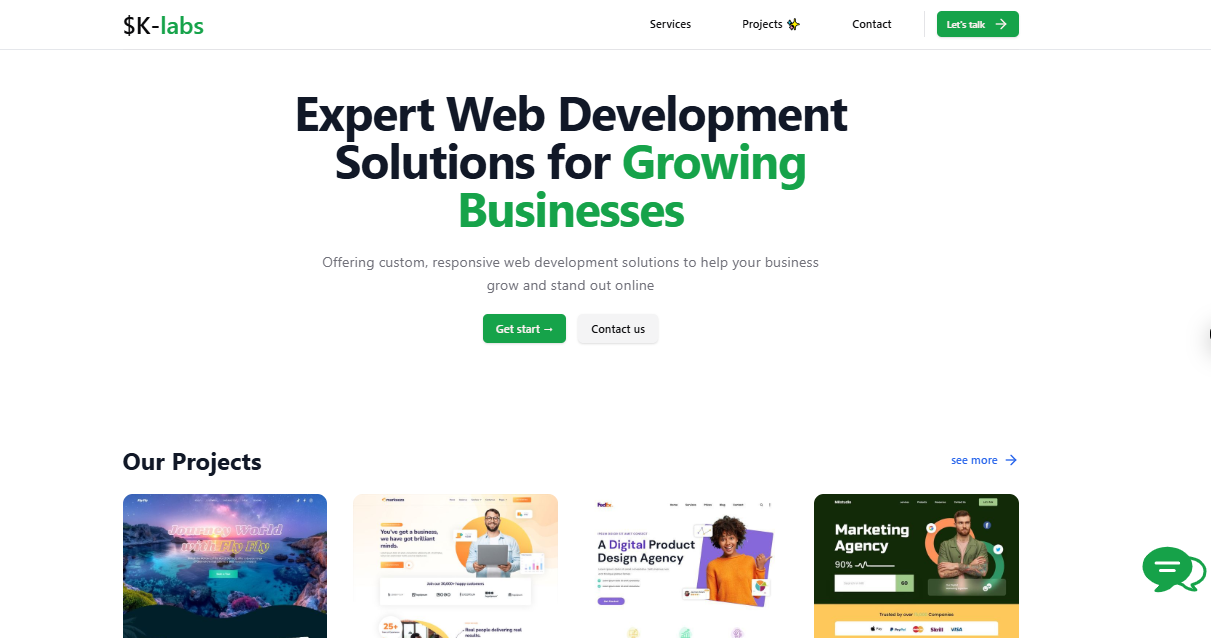 $K-labs
Services
Projects ✨
Contact
Let's talk →
Expert Web Development
Solutions for Growing
Businesses
Offering custom, responsive web development solutions to help your business
grow and stand out online
Get start →
Contact us
Our Projects
see more →
Journey World
with Fly Fly
You've got a business,
we have got brilliant
minds.
Join our 30,000+ happy customers
25+
Real people delivering real
results.
A Digital Product
Design Agency
Marketing
Agency
90%
GO
Trusted by over
Companies
Pay
PayPal
Skrill
VISA